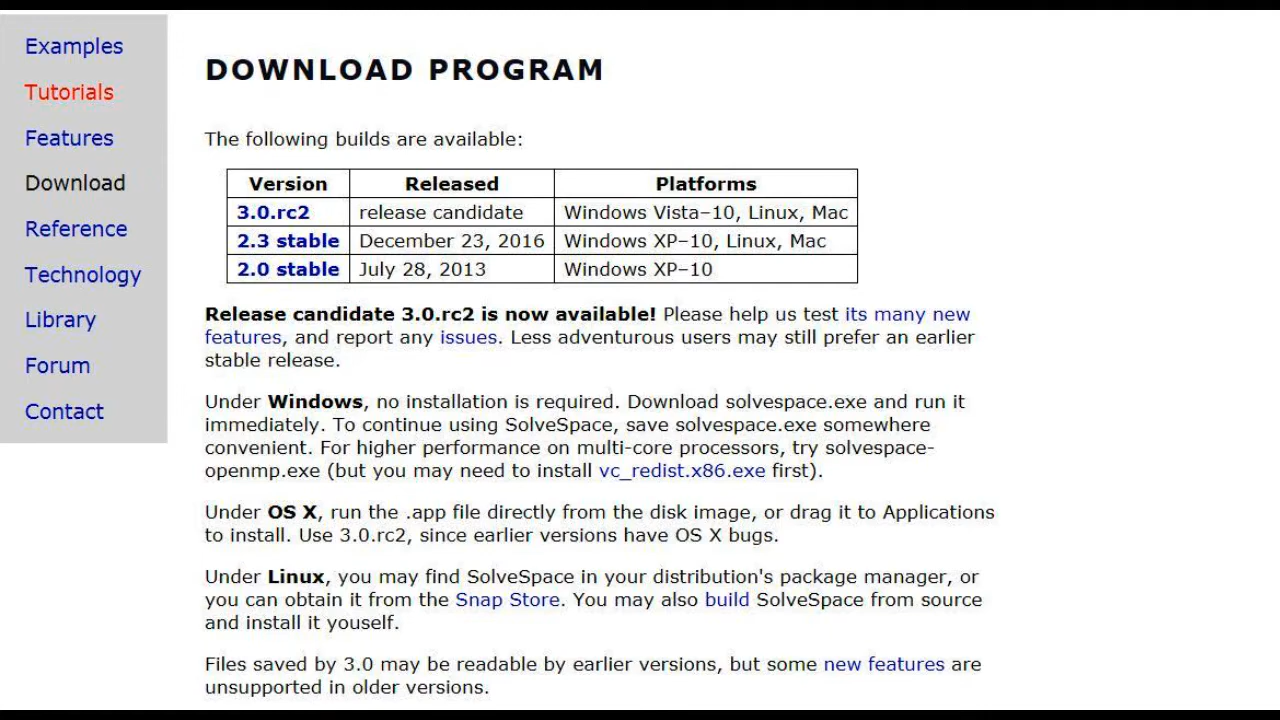 Examples
Tutorials
Features
Download
Reference
Technology
Library
Forum
Contact
DOWNLOAD PROGRAM
The following builds are available:
Version Released Platforms
3.0.rc2 release candidate Windows Vista–10, Linux, Mac
2.3 stable December 23, 2016 Windows XP–10, Linux, Mac
2.0 stable July 28, 2013 Windows XP–10
Release candidate 3.0.rc2 is now available! Please help us test its many new
features, and report any issues. Less adventurous users may still prefer an earlier
stable release.
Under Windows, no installation is required. Download solvespace.exe and run it
immediately. To continue using SolveSpace, save solvespace.exe somewhere
convenient. For higher performance on multi-core processors, try solvespace-
openmp.exe (but you may need to install vc_redist.x86.exe first).
Under OS X, run the .app file directly from the disk image, or drag it to Applications
to install. Use 3.0.rc2, since earlier versions have OS X bugs.
Under Linux, you may find SolveSpace in your distribution's package manager, or
you can obtain it from the Snap Store. You may also build SolveSpace from source
and install it youself.
Files saved by 3.0 may be readable by earlier versions, but some new features are
unsupported in older versions.